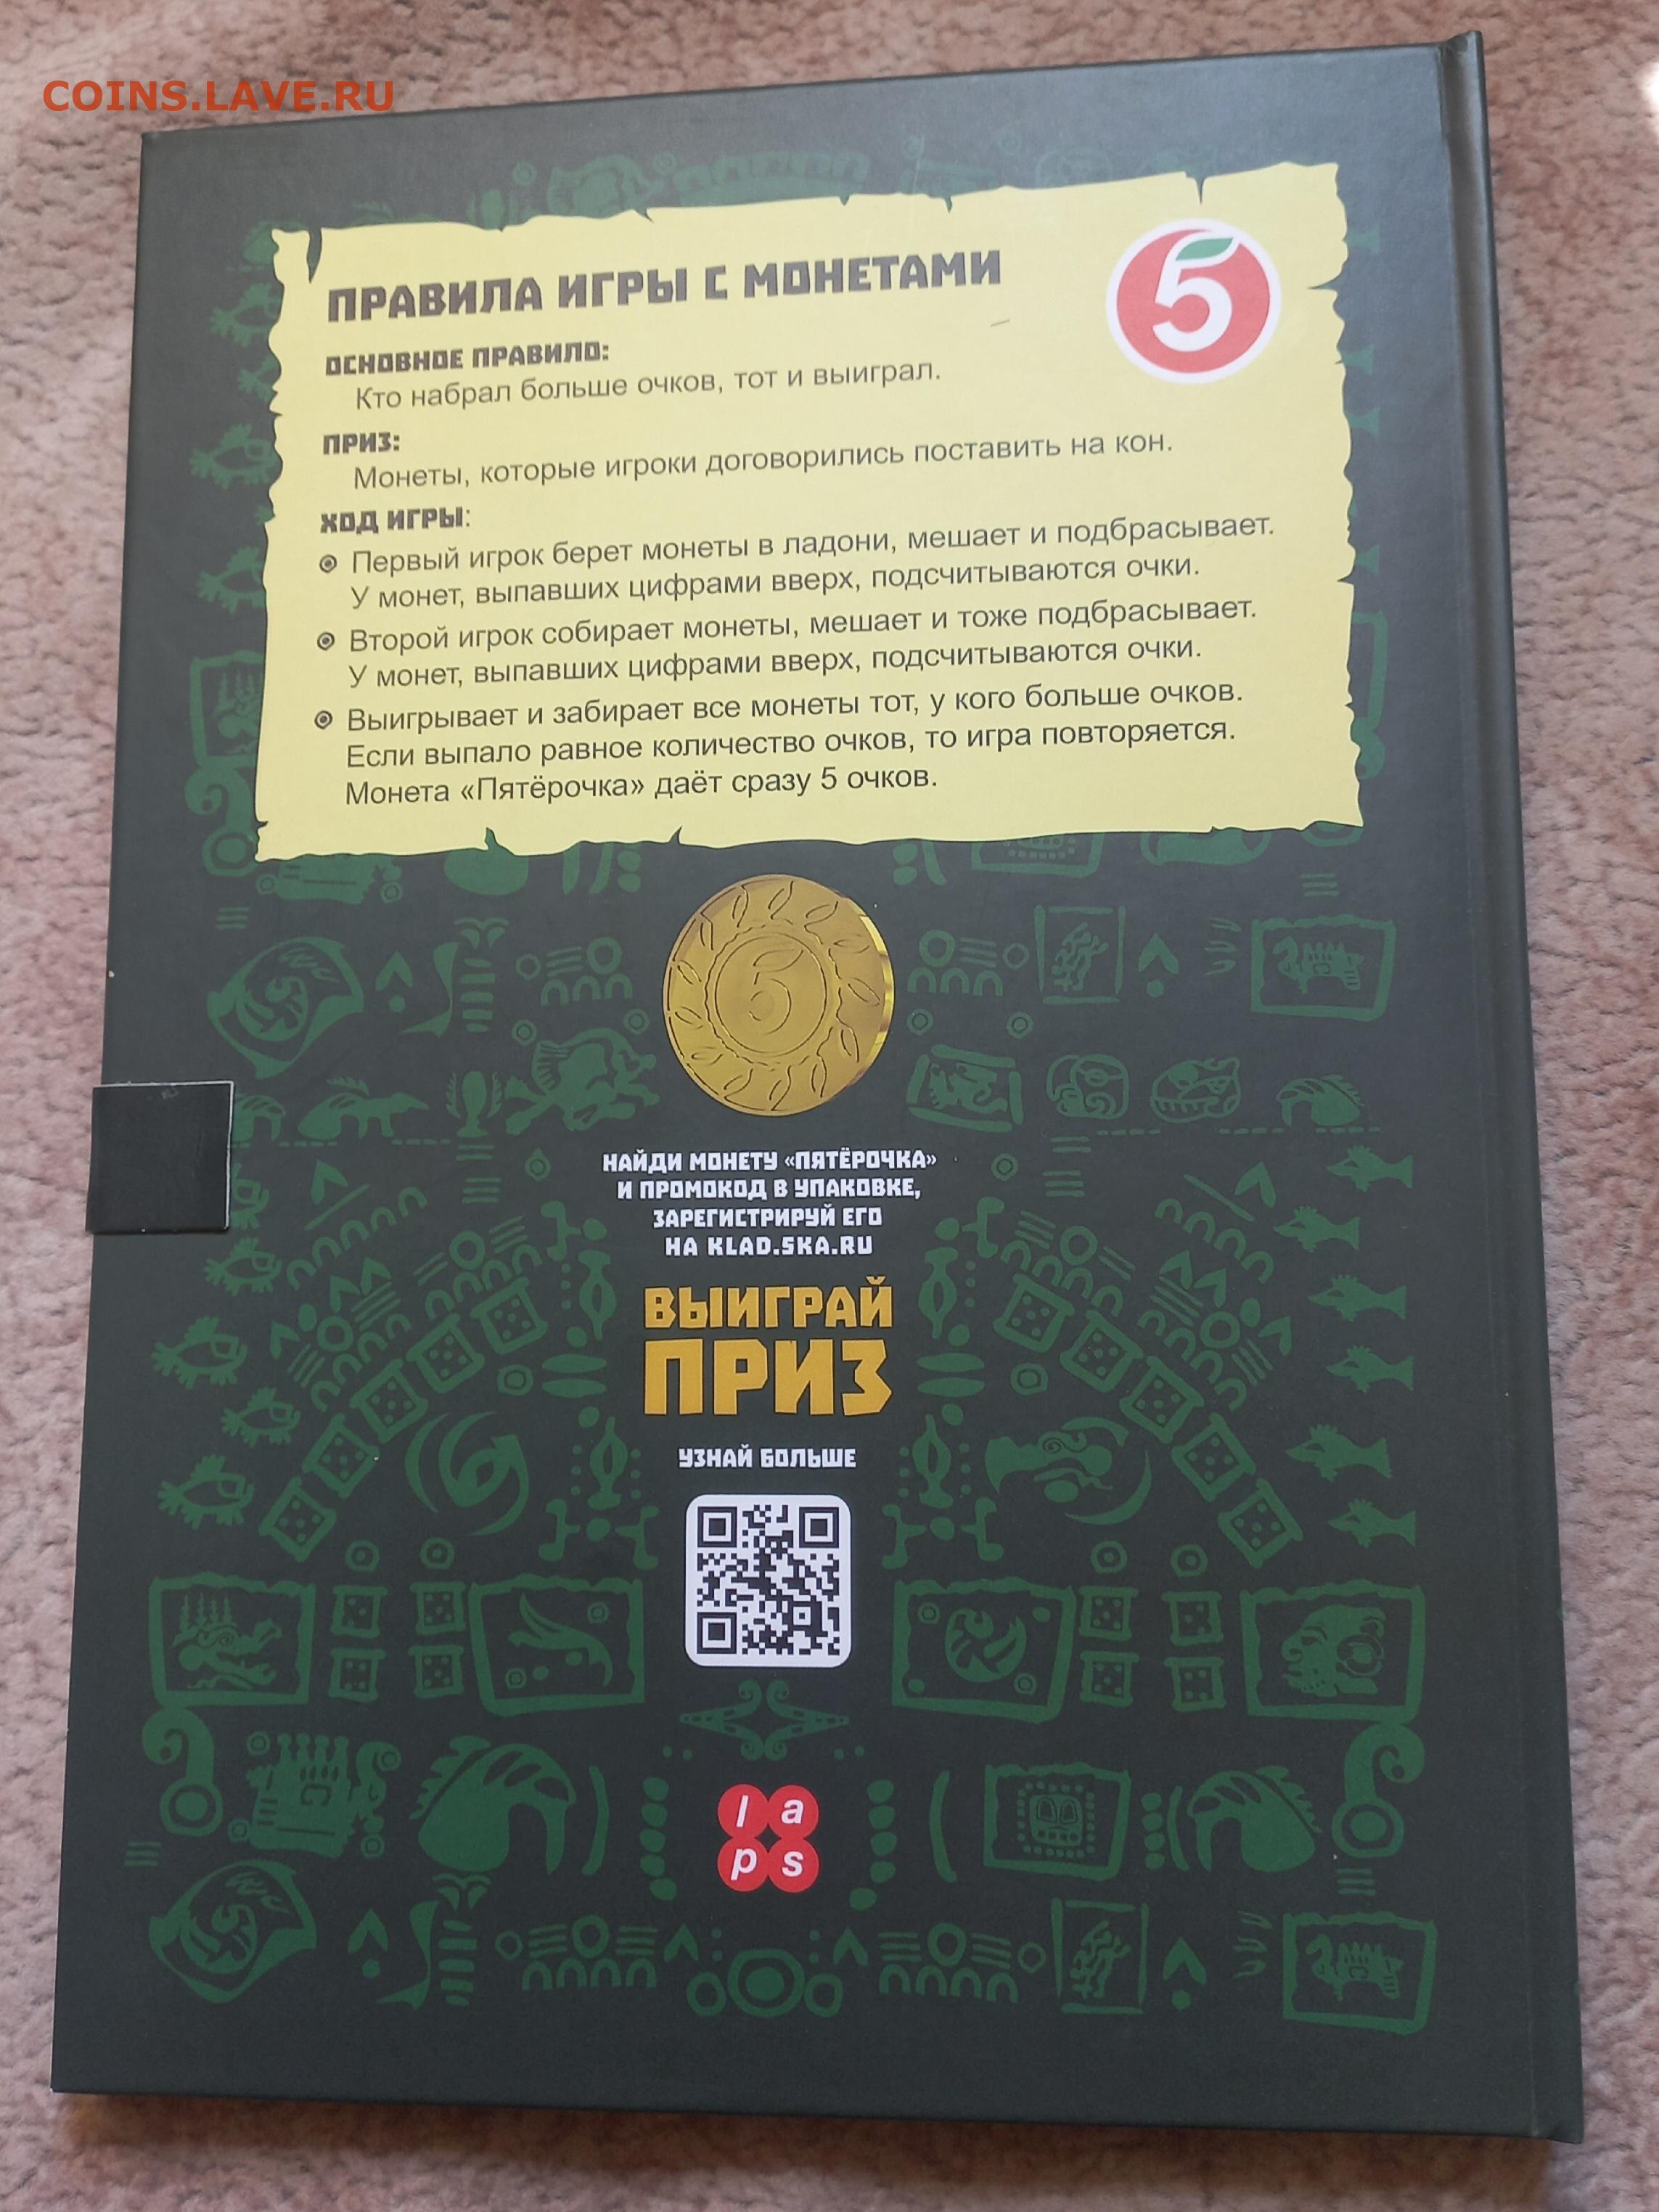 COINS.LAVE.RU
ПРАВИЛА ИГРЫ С МОНЕТАМИ
5
ОСНОВНОЕ ПРАВИЛО:
Кто набрал больше очков, тот и выиграл.
ПРИЗ:
Монеты, которые игроки договорились поставить на кон.
ХОД ИГРЫ:
Первый игрок берет монеты в ладони, мешает и подбрасывает.
У монет, выпавших цифрами вверх, подсчитываются очки.
Второй игрок собирает монеты, мешает и тоже подбрасывает.
У монет, выпавших цифрами вверх, подсчитываются очки.
Выигрывает и забирает все монеты тот, у кого больше очков.
Если выпало равное количество очков, то игра повторяется.
Монета «Пятёрочка» даёт сразу 5 очков.
5
НАЙДИ МОНЕТУ «ПЯТЁРОЧКА»
И ПРОМОКОД В УПАКОВКЕ,
ЗАРЕГИСТРИРУЙ ЕГО
НА KLAD.5KA.RU
ВЫИГРАЙ
ПРИЗ
УЗНАЙ БОЛЬШЕ
l a
p s